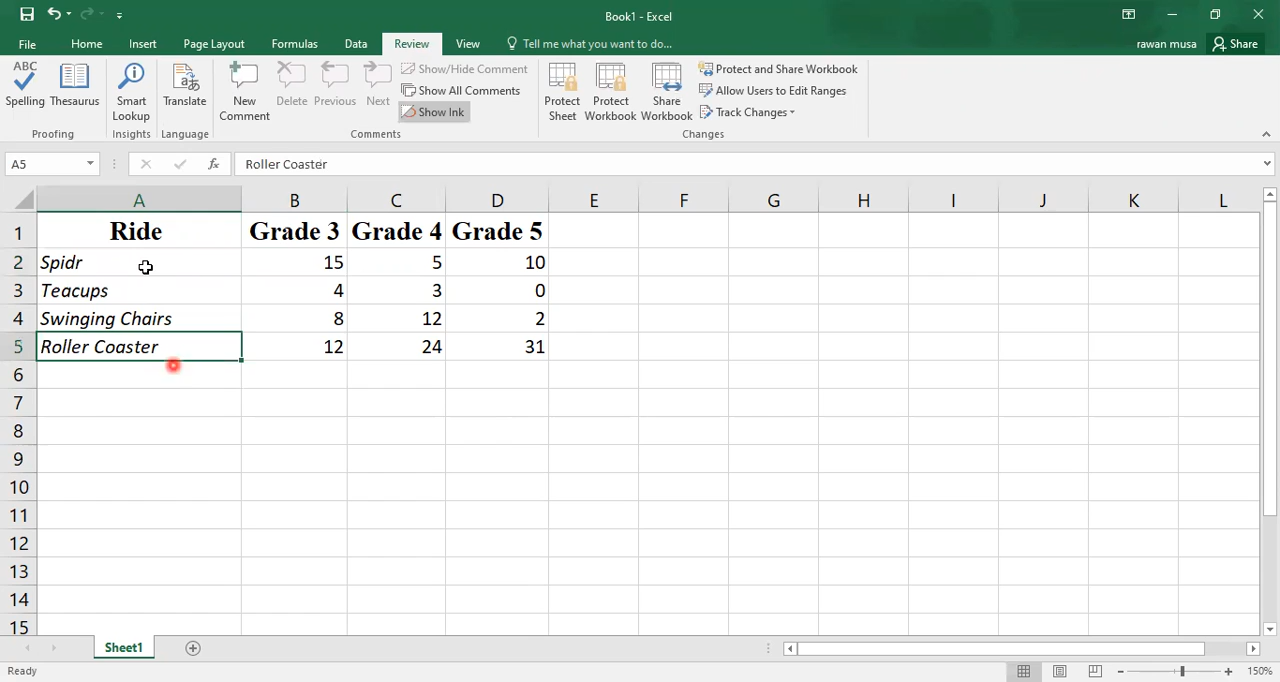 Book1 - Excel
File Home Insert Page Layout Formulas Data Review View Tell me what you want to do... rawan musa Share
ABC
Spelling Thesaurus
Proofing
Smart Lookup
Insights
Translate
Language
New Comment
Delete Previous Next
Show/Hide Comment
Show All Comments
Show Ink
Comments
Protect Sheet
Protect Workbook
Share Workbook
Protect and Share Workbook
Allow Users to Edit Ranges
Track Changes
Changes
A5 fx Roller Coaster
A B C D E F G H I J K L
1 Ride Grade 3 Grade 4 Grade 5
2 Spidr 15 5 10
3 Teacups 4 3 0
4 Swinging Chairs 8 12 2
5 Roller Coaster 12 24 31
6
7
8
9
10
11
12
13
14
15
Sheet1
Ready 150%